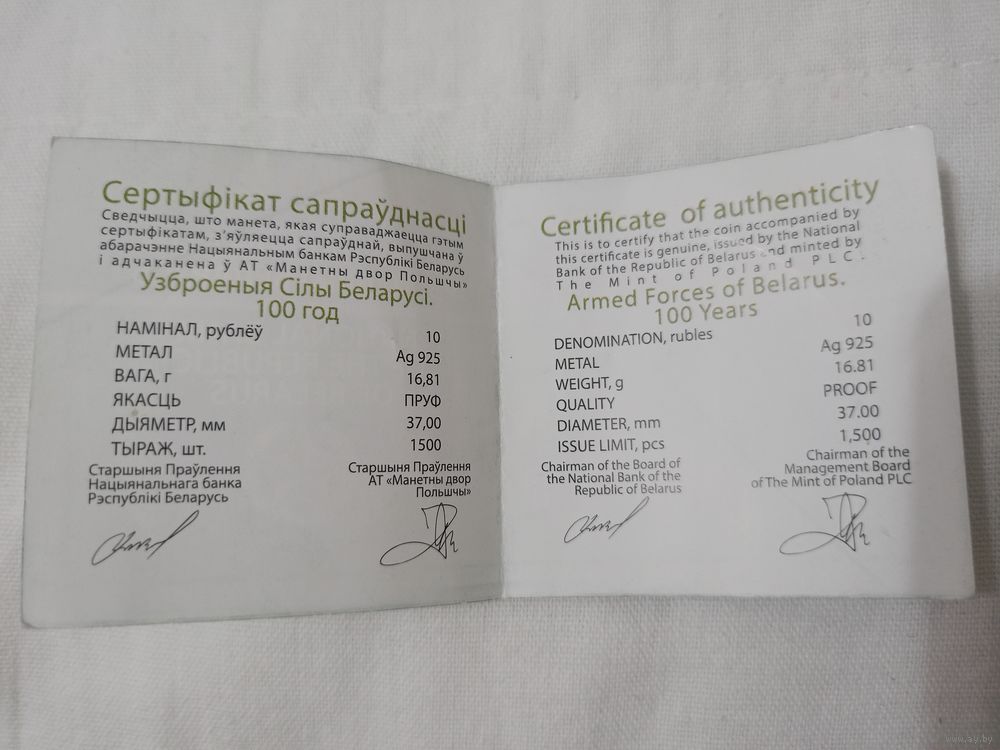 Сертыфікат сапраўднасці
Сведчыцца, што манета, якая суправаджаецца гэтым
сертыфікатам, з'яўляецца сапраўднай, выпушчана ў
абарачэнне Нацыянальным банкам Рэспублікі Беларусь
і адчаканена ў АТ «Манетны двор Польшчы»
Узброеныя Сілы Беларусі.
100 год
НАМІНАЛ, рублёў 10
МЕТАЛ Ag 925
ВАГА, г 16,81
ЯКАСЦЬ ПРУФ
ДЫЯМЕТР, мм 37,00
ТЫРАЖ, шт. 1500
Старшыня Праўлення
Нацыянальнага банка
Рэспублікі Беларусь
Старшыня Праўлення
АТ «Манетны двор
Польшчы»
Certificate of authenticity
This is to certify that the coin accompanied by
this certificate is genuine, issued by the National
Bank of the Republic of Belarus and minted by
The Mint of Poland PLC.
Armed Forces of Belarus.
100 Years
DENOMINATION, rubles 10
METAL Ag 925
WEIGHT, g 16.81
QUALITY PROOF
DIAMETER, mm 37.00
ISSUE LIMIT, pcs 1,500
Chairman of the Board of
the National Bank of the
Republic of Belarus
Chairman of the
Management Board
of The Mint of Poland PLC
www.ay.by